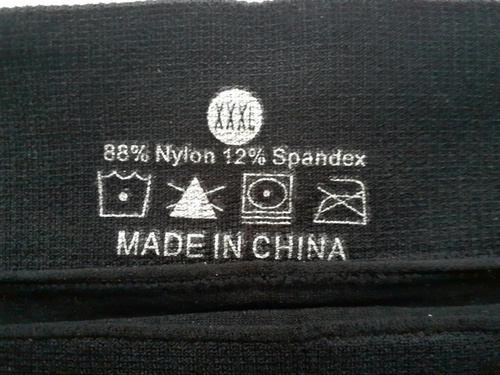 XXXL
88% Nylon 12% Spandex
MADE IN CHINA